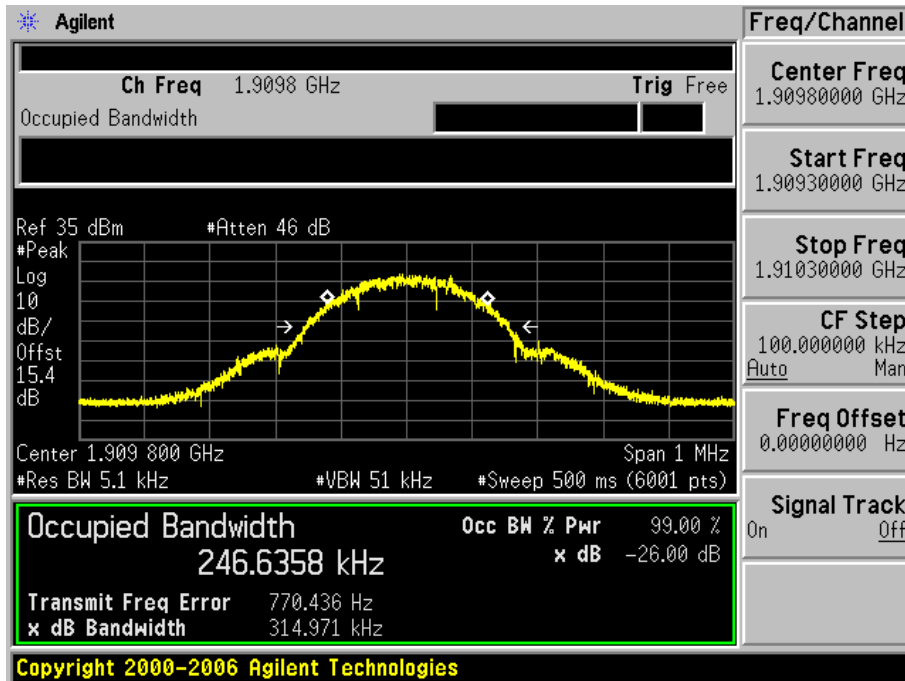 Agilent
Ch Freq 1.9098 GHz Trig Free
Occupied Bandwidth
Ref 35 dBm #Atten 46 dB
#Peak
Log
10
dB/
Offst
15.4
dB
Center 1.909 800 GHz Span 1 MHz
#Res BW 5.1 kHz #VBW 51 kHz #Sweep 500 ms (6001 pts)
Occupied Bandwidth
246.6358 kHz
Occ BW % Pwr 99.00 %
x dB -26.00 dB
Transmit Freq Error 770.436 Hz
x dB Bandwidth 314.971 kHz
Copyright 2000-2006 Agilent Technologies
Freq/Channel
Center Freq
1.90980000 GHz
Start Freq
1.90930000 GHz
Stop Freq
1.91030000 GHz
CF Step
100.000000 kHz
Auto Man
Freq Offset
0.00000000 Hz
Signal Track
On Off